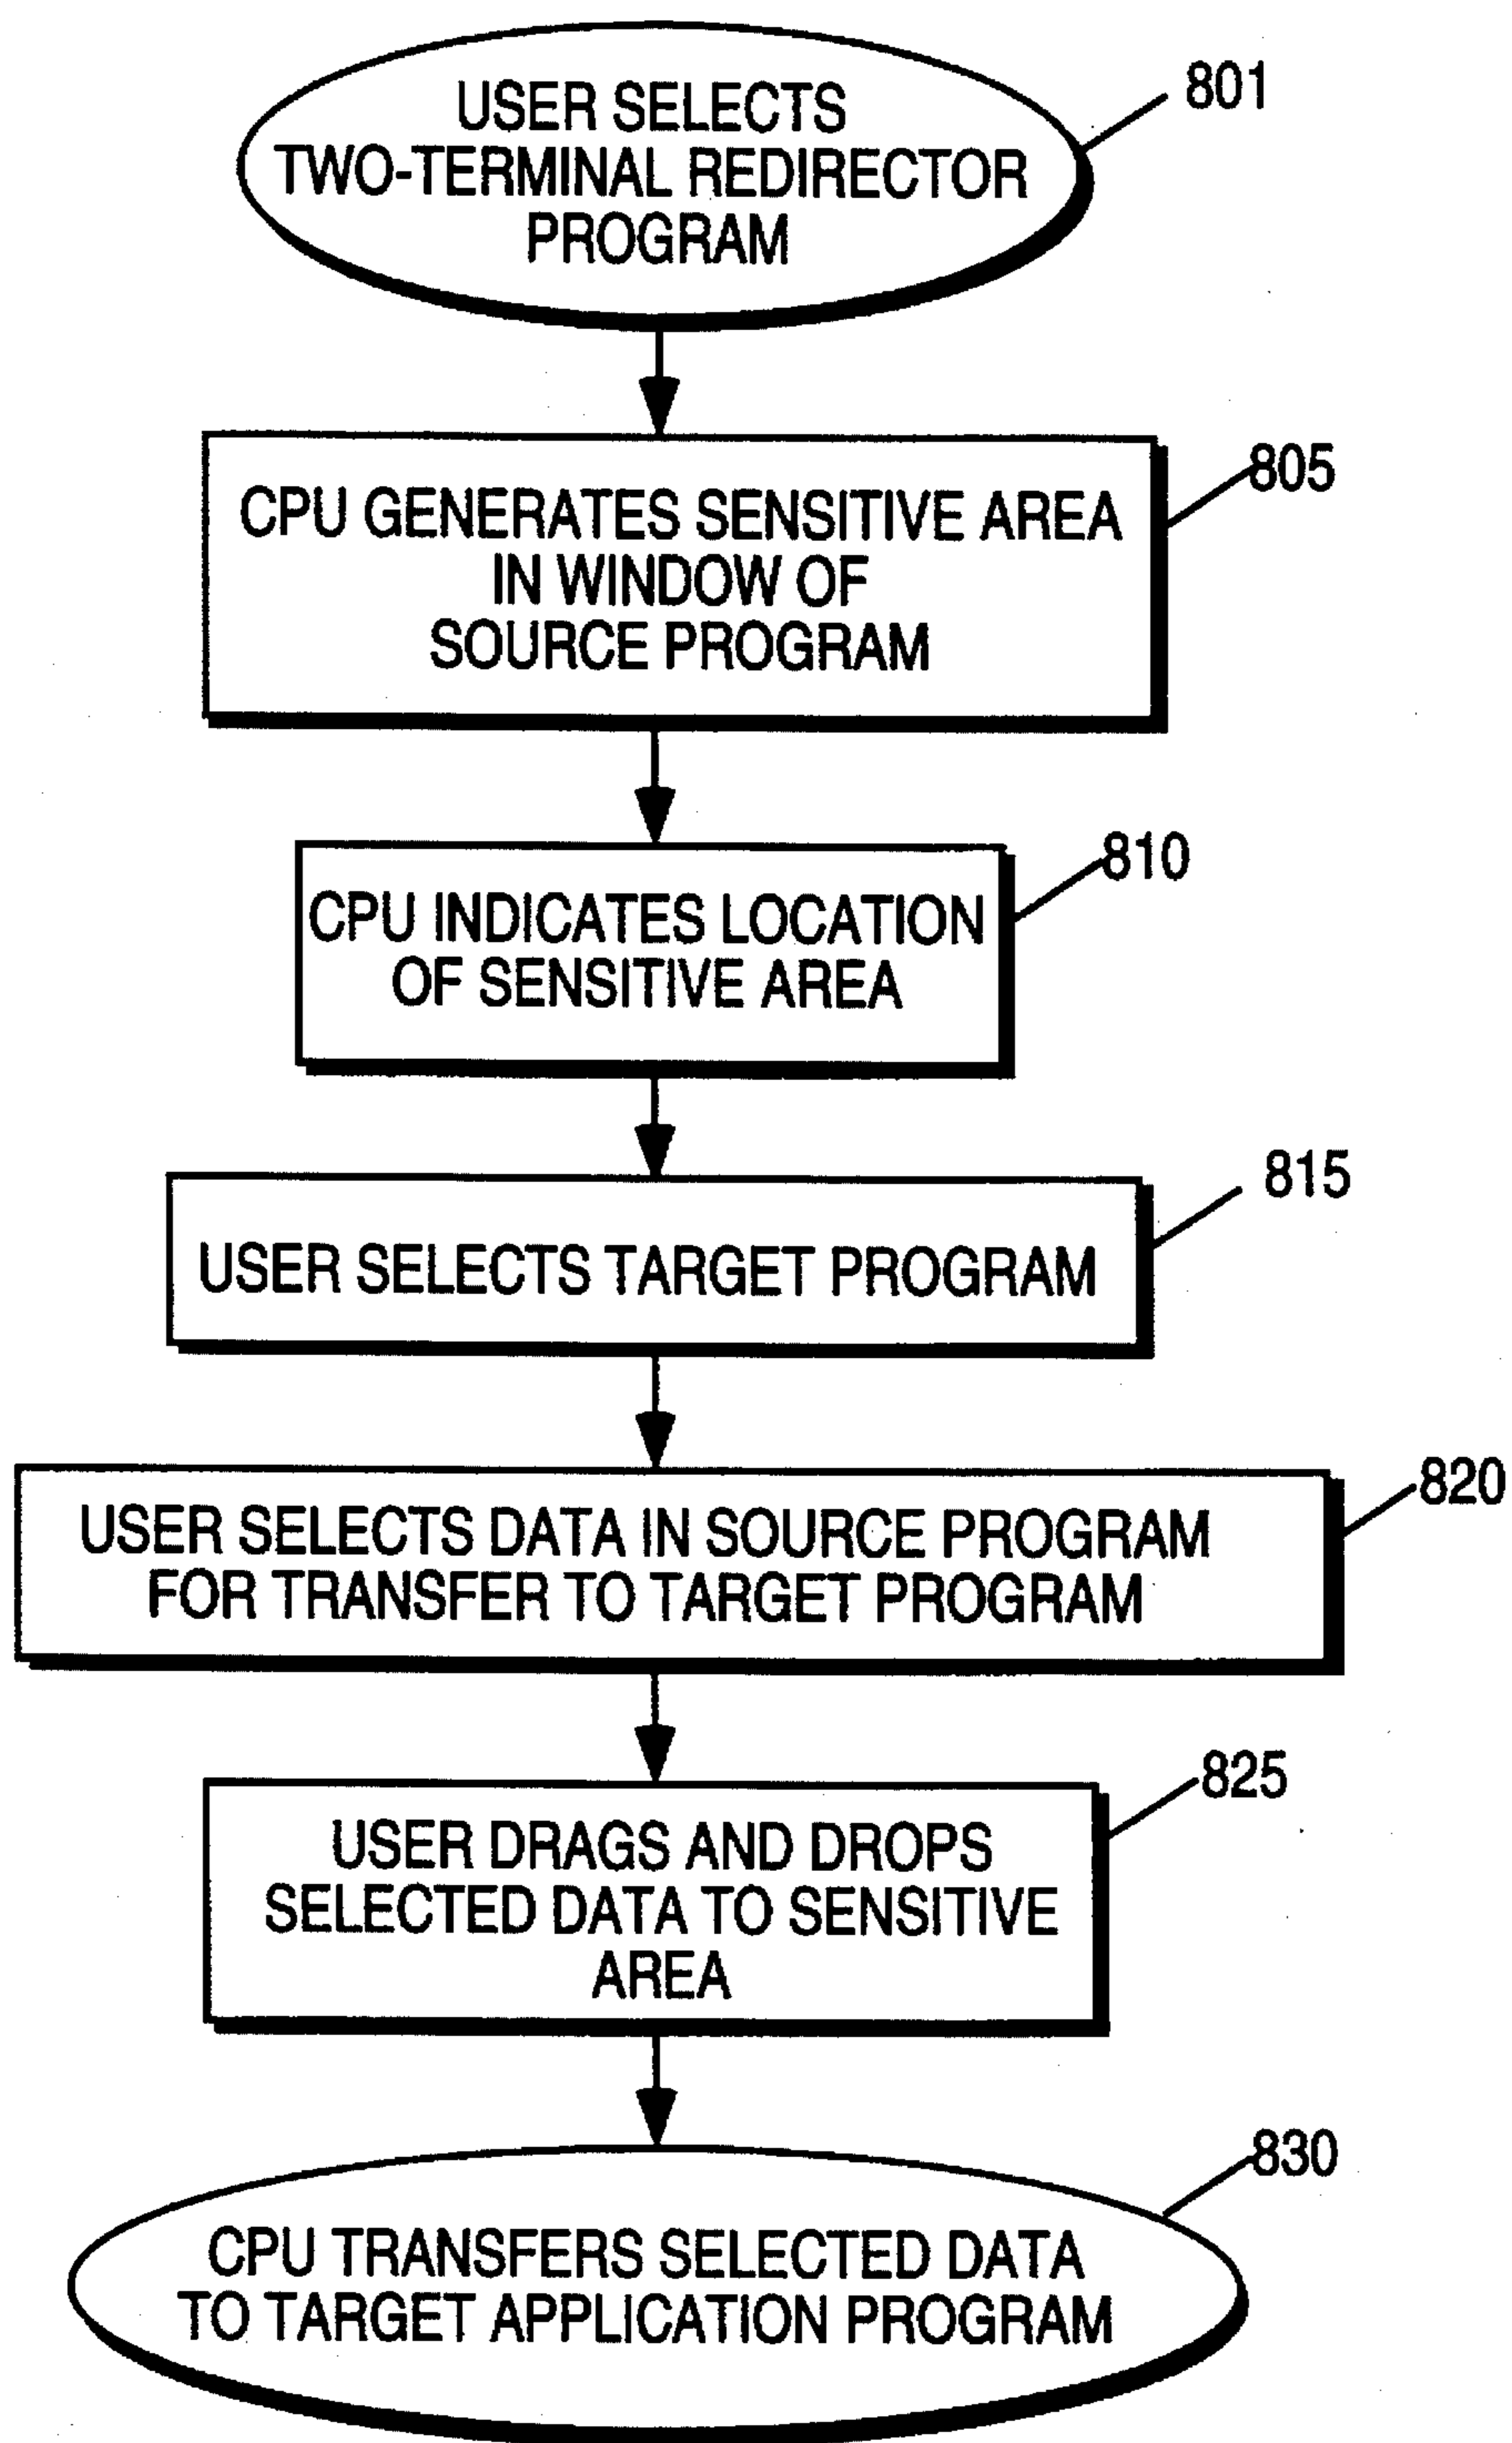 USER SELECTS
TWO-TERMINAL REDIRECTOR
PROGRAM
801
CPU GENERATES SENSITIVE AREA
IN WINDOW OF
SOURCE PROGRAM
805
CPU INDICATES LOCATION
OF SENSITIVE AREA
810
USER SELECTS TARGET PROGRAM
815
USER SELECTS DATA IN SOURCE PROGRAM
FOR TRANSFER TO TARGET PROGRAM
820
USER DRAGS AND DROPS
SELECTED DATA TO SENSITIVE
AREA
825
CPU TRANSFERS SELECTED DATA
TO TARGET APPLICATION PROGRAM
830